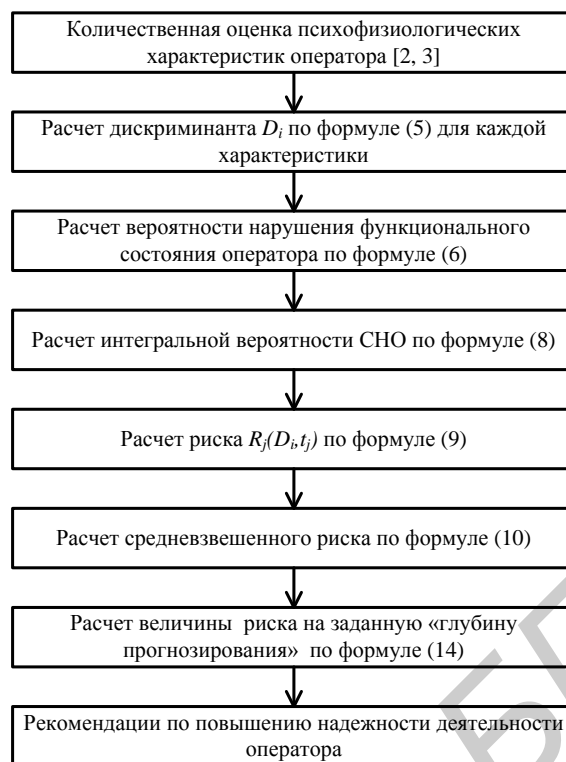 Количественная оценка психофизиологических
характеристик оператора [2, 3]
Расчет дискриминанта Di по формуле (5) для каждой
характеристики
Расчет вероятности нарушения функционального
состояния оператора по формуле (6)
Расчет интегральной вероятности СНО по формуле (8)
Расчет риска Rj(Di,tj) по формуле (9)
Расчет средневзвешенного риска по формуле (10)
Расчет величины риска на заданную «глубину
прогнозирования» по формуле (14)
Рекомендации по повышению надежности деятельности
оператора